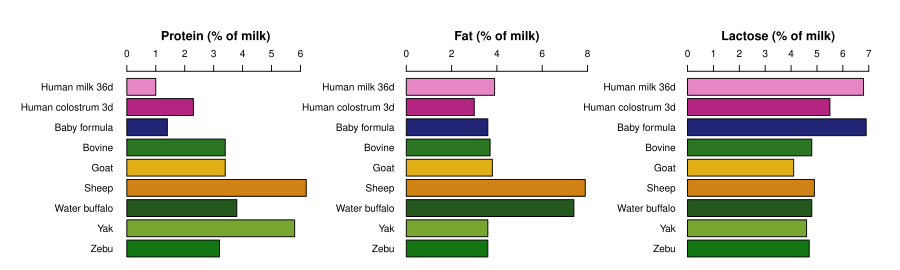 Protein (% of milk)
0 1 2 3 4 5 6
Human milk 36d
Human colostrum 3d
Baby formula
Bovine
Goat
Sheep
Water buffalo
Yak
Zebu
Fat (% of milk)
0 2 4 6 8
Human milk 36d
Human colostrum 3d
Baby formula
Bovine
Goat
Sheep
Water buffalo
Yak
Zebu
Lactose (% of milk)
0 1 2 3 4 5 6 7
Human milk 36d
Human colostrum 3d
Baby formula
Bovine
Goat
Sheep
Water buffalo
Yak
Zebu